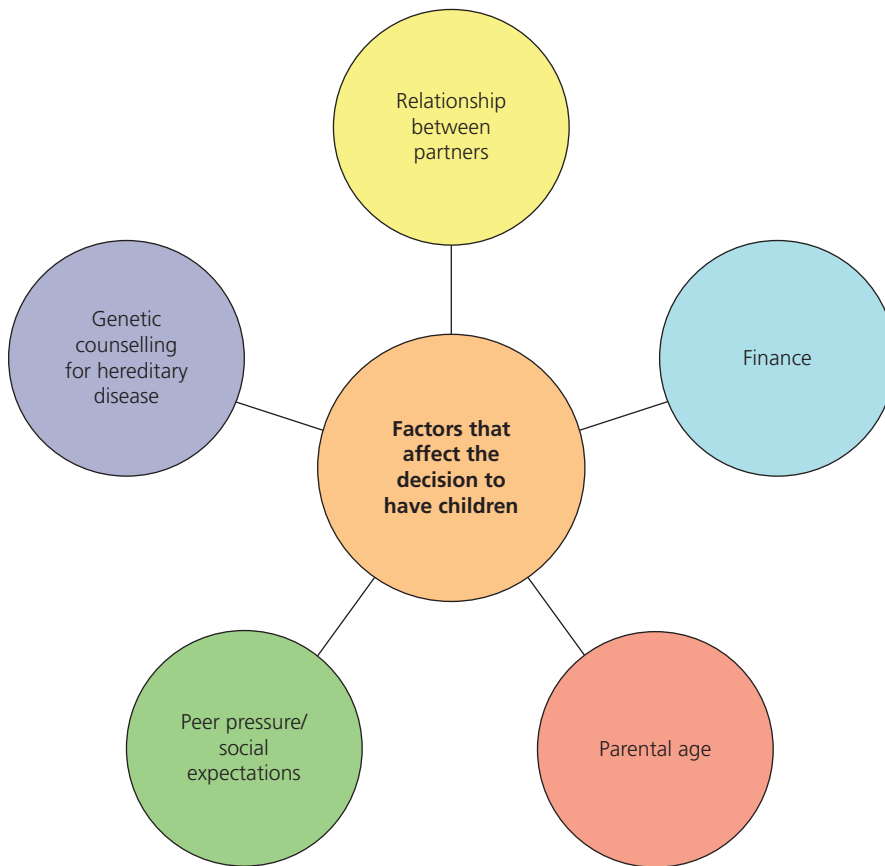 Relationship
between
partners
Genetic
counselling
for hereditary
disease
Finance
Factors that
affect the
decision to
have children
Peer pressure/
social
expectations
Parental age